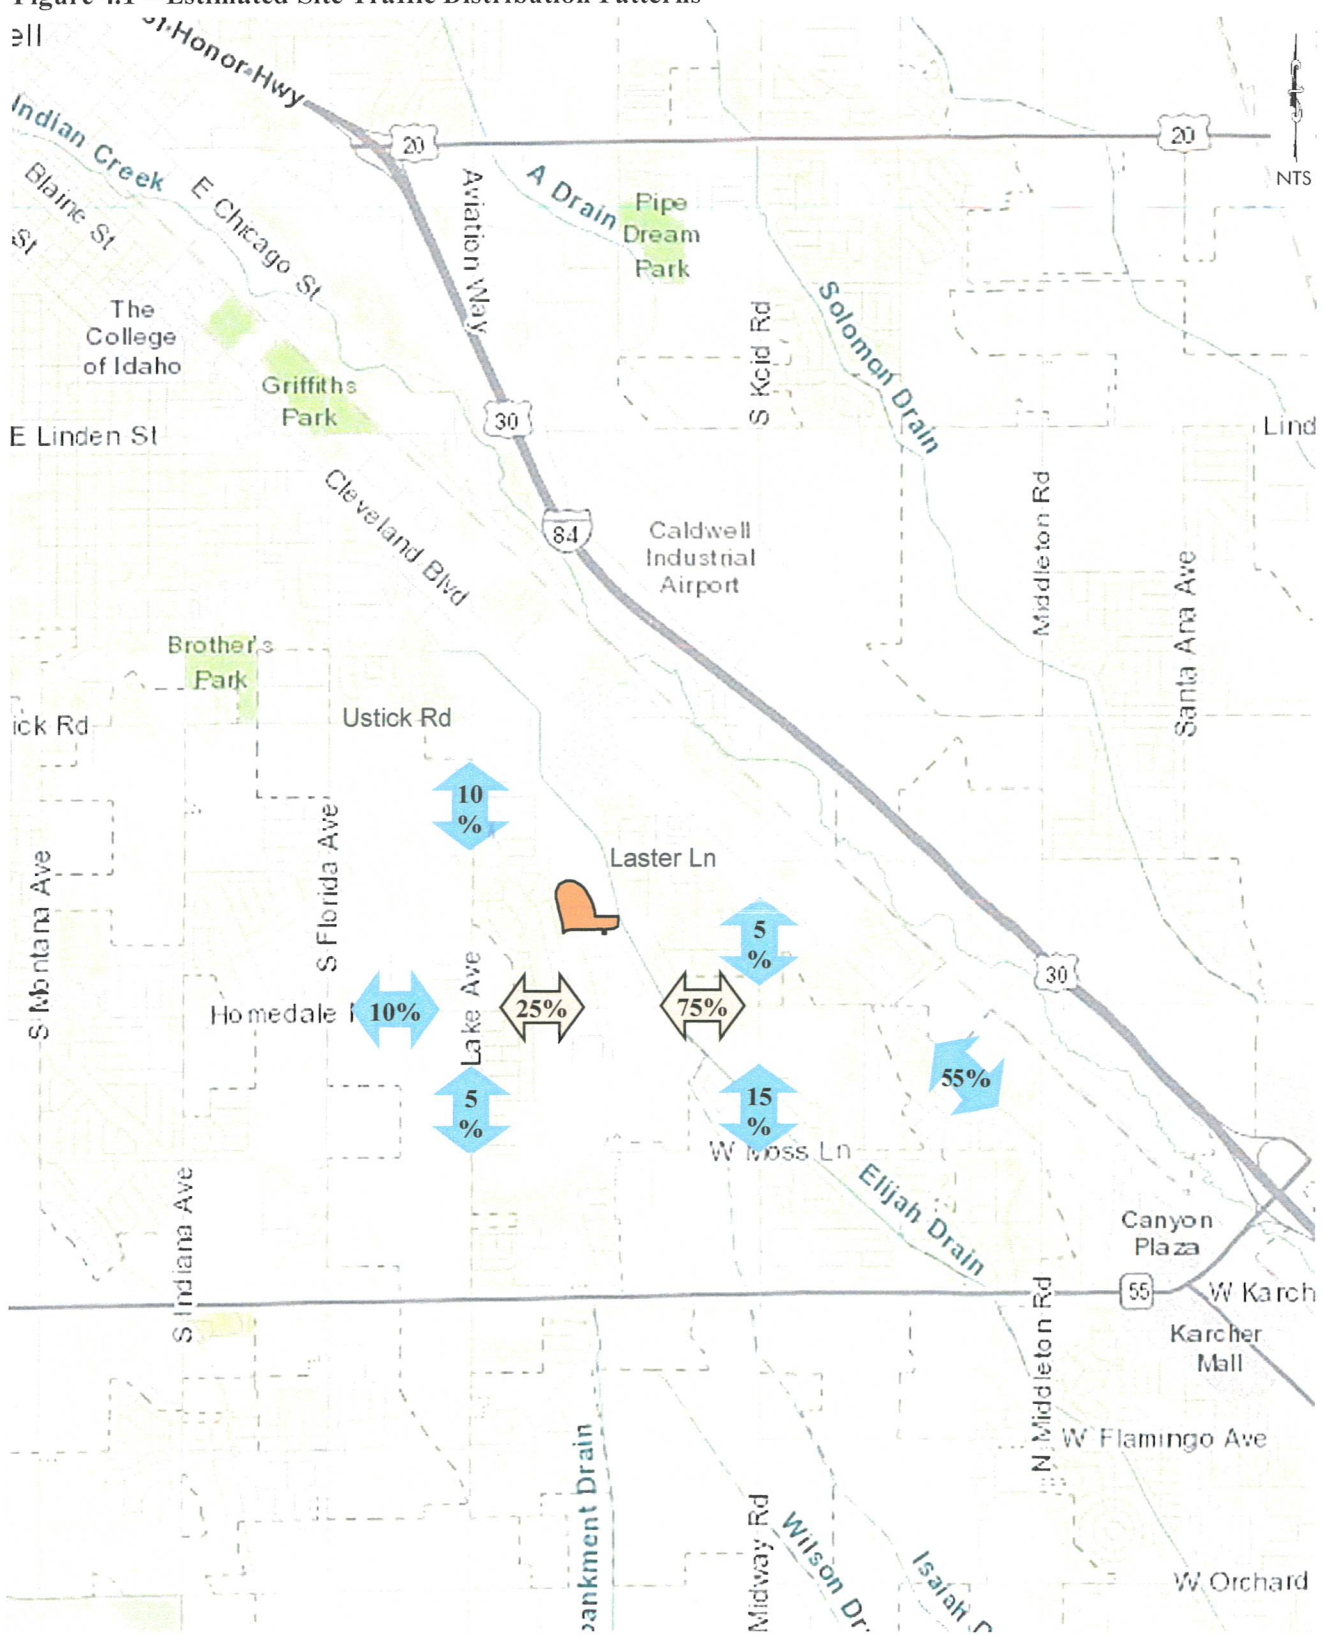 Figure 4.1 – Estimated Site Traffic Distribution Patterns
ell
Honor Hwy
20
20
NTS
Indian Creek
Blaine St
St
E Chicago St
Aviation Way
A Drain
Pipe
Dream
Park
The
College
of Idaho
Griffiths
Park
S Kcid Rd
Solomon Drain
30
E Linden St
Lind
Cleveland Blvd
84
Caldwell
Industrial
Airport
Middleton Rd
Santa Ana Ave
Brother's
Park
ick Rd
Ustick Rd
10
%
Laster Ln
S Montana Ave
S Florida Ave
5
%
30
Homedale
10%
Lake Ave
25%
75%
5
%
15
%
55%
W Moss Ln
Elijah Drain
S Indiana Ave
Canyon
Plaza
55
W Karch
Karcher
Mall
N Middleton Rd
W Flamingo Ave
bankment Drain
Midway Rd
Wilson Dr
Isaiah D
W Orchard